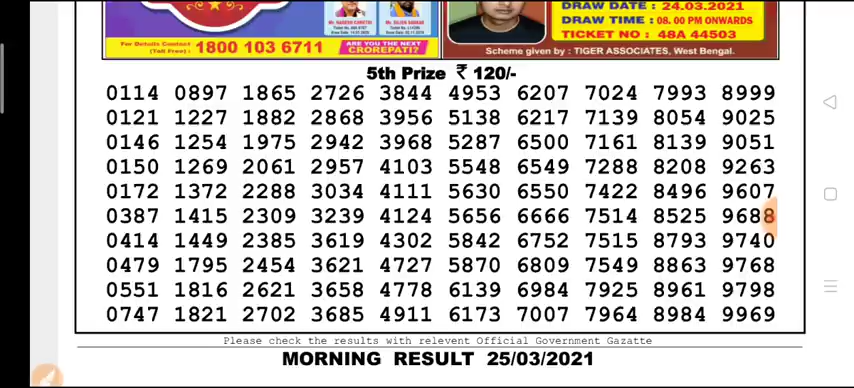 Mr. NARESH CHHETRI
DRAW DATE : 24.03.2021
DRAW TIME : 08. 00 PM ONWARDS
TICKET NO : 48A 44503
For Details Contact (Toll Free) : 1800 103 6711
ARE YOU THE NEXT CROREPATI?
Scheme given by : TIGER ASSOCIATES, West Bengal.
5th Prize ₹ 120/-
0114 0897 1865 2726 3844 4953 6207 7024 7993 8999
0121 1227 1882 2868 3956 5138 6217 7139 8054 9025
0146 1254 1975 2942 3968 5287 6500 7161 8139 9051
0150 1269 2061 2957 4103 5548 6549 7288 8208 9263
0172 1372 2288 3034 4111 5630 6550 7422 8496 9607
0387 1415 2309 3239 4124 5656 6666 7514 8525 9688
0414 1449 2385 3619 4302 5842 6752 7515 8793 9740
0479 1795 2454 3621 4727 5870 6809 7549 8863 9768
0551 1816 2621 3658 4778 6139 6984 7925 8961 9798
0747 1821 2702 3685 4911 6173 7007 7964 8984 9969
Please check the results with relevent Official Government Gazatte
MORNING RESULT 25/03/2021